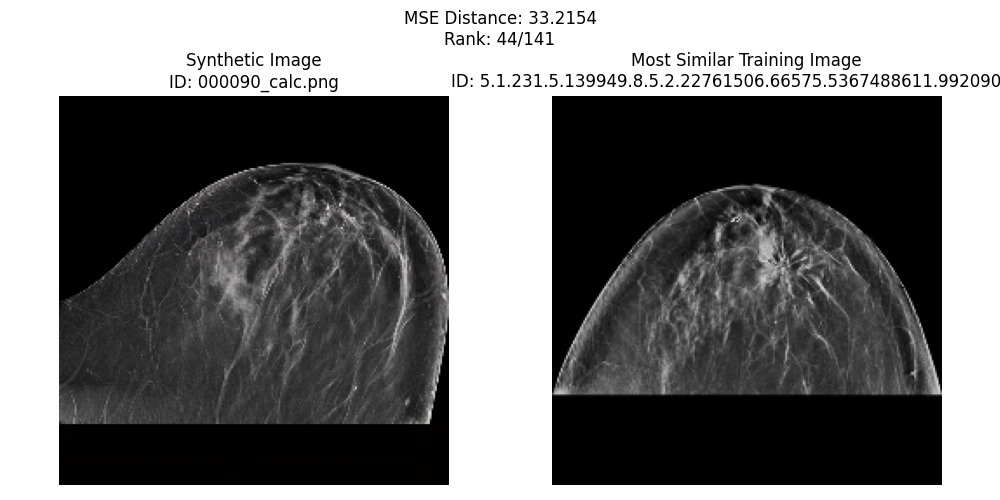 MSE Distance: 33.2154
Rank: 44/141
Synthetic Image
ID: 000090_calc.png
Most Similar Training Image
ID: 5.1.231.5.139949.8.5.2.22761506.66575.5367488611.992090